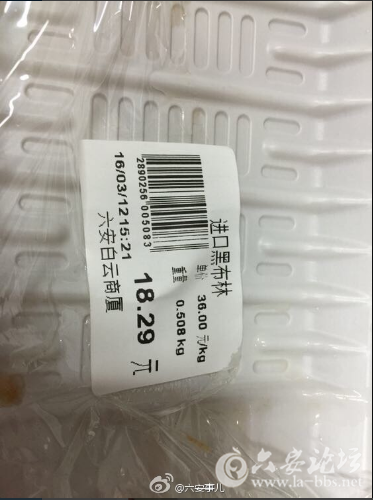 进口黑布林
单价 36.00 元/kg
重量 0.508 kg
2890256 005083
18.29 元
16/03/12 15:21
六安白云商厦
六安论坛
www.la-bbs.net
@六安事儿